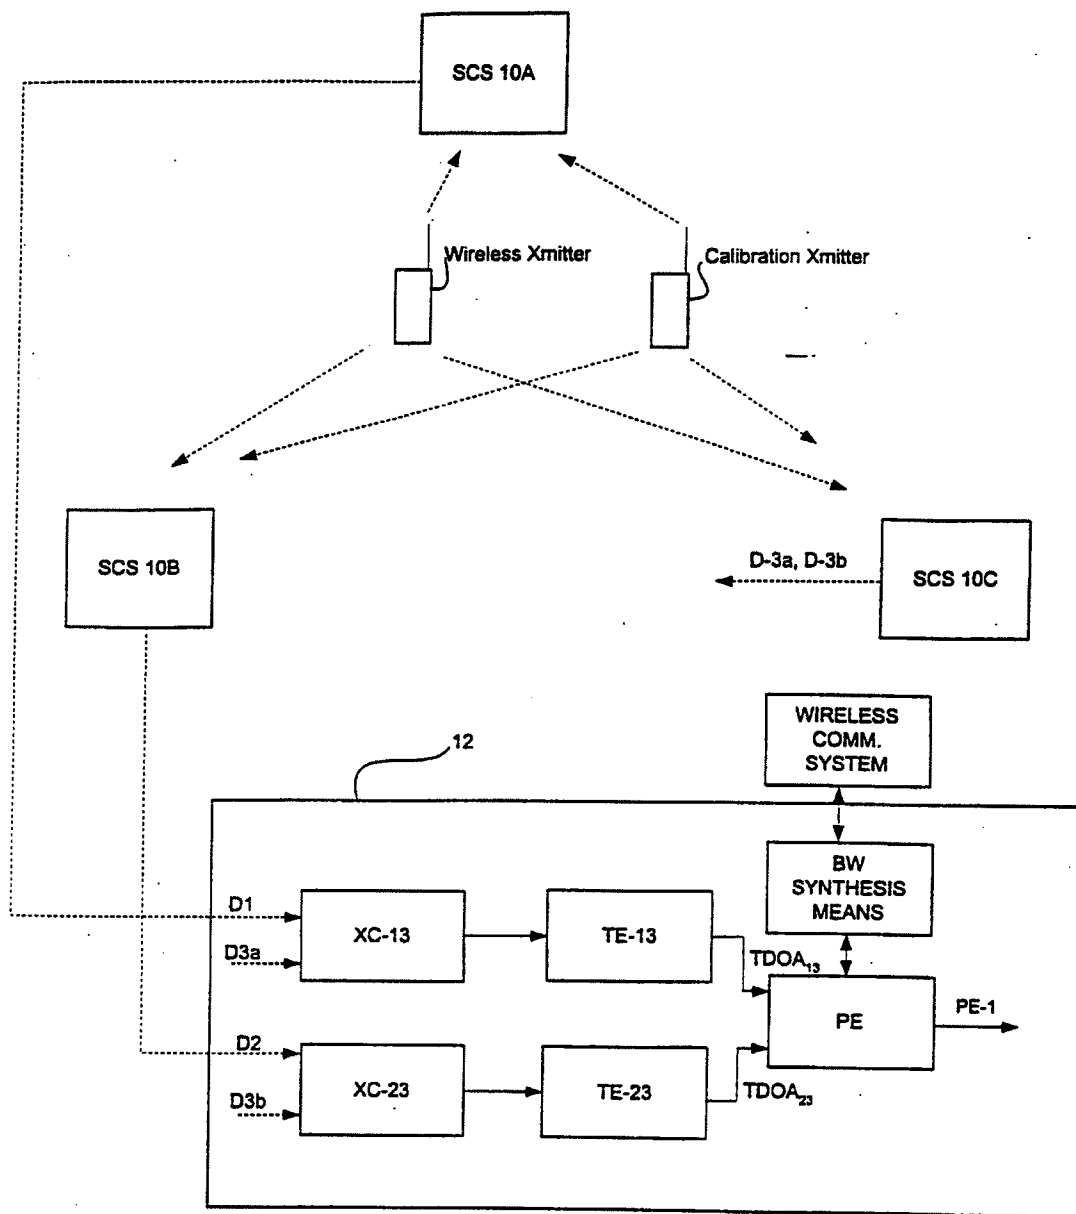 SCS 10A
Wireless Xmitter
Calibration Xmitter
SCS 10B
D-3a, D-3b
SCS 10C
WIRELESS
COMM.
SYSTEM
12
BW
SYNTHESIS
MEANS
D1
XC-13
TE-13
D3a
TDOA13
PE
PE-1
D2
XC-23
TE-23
D3b
TDOA23